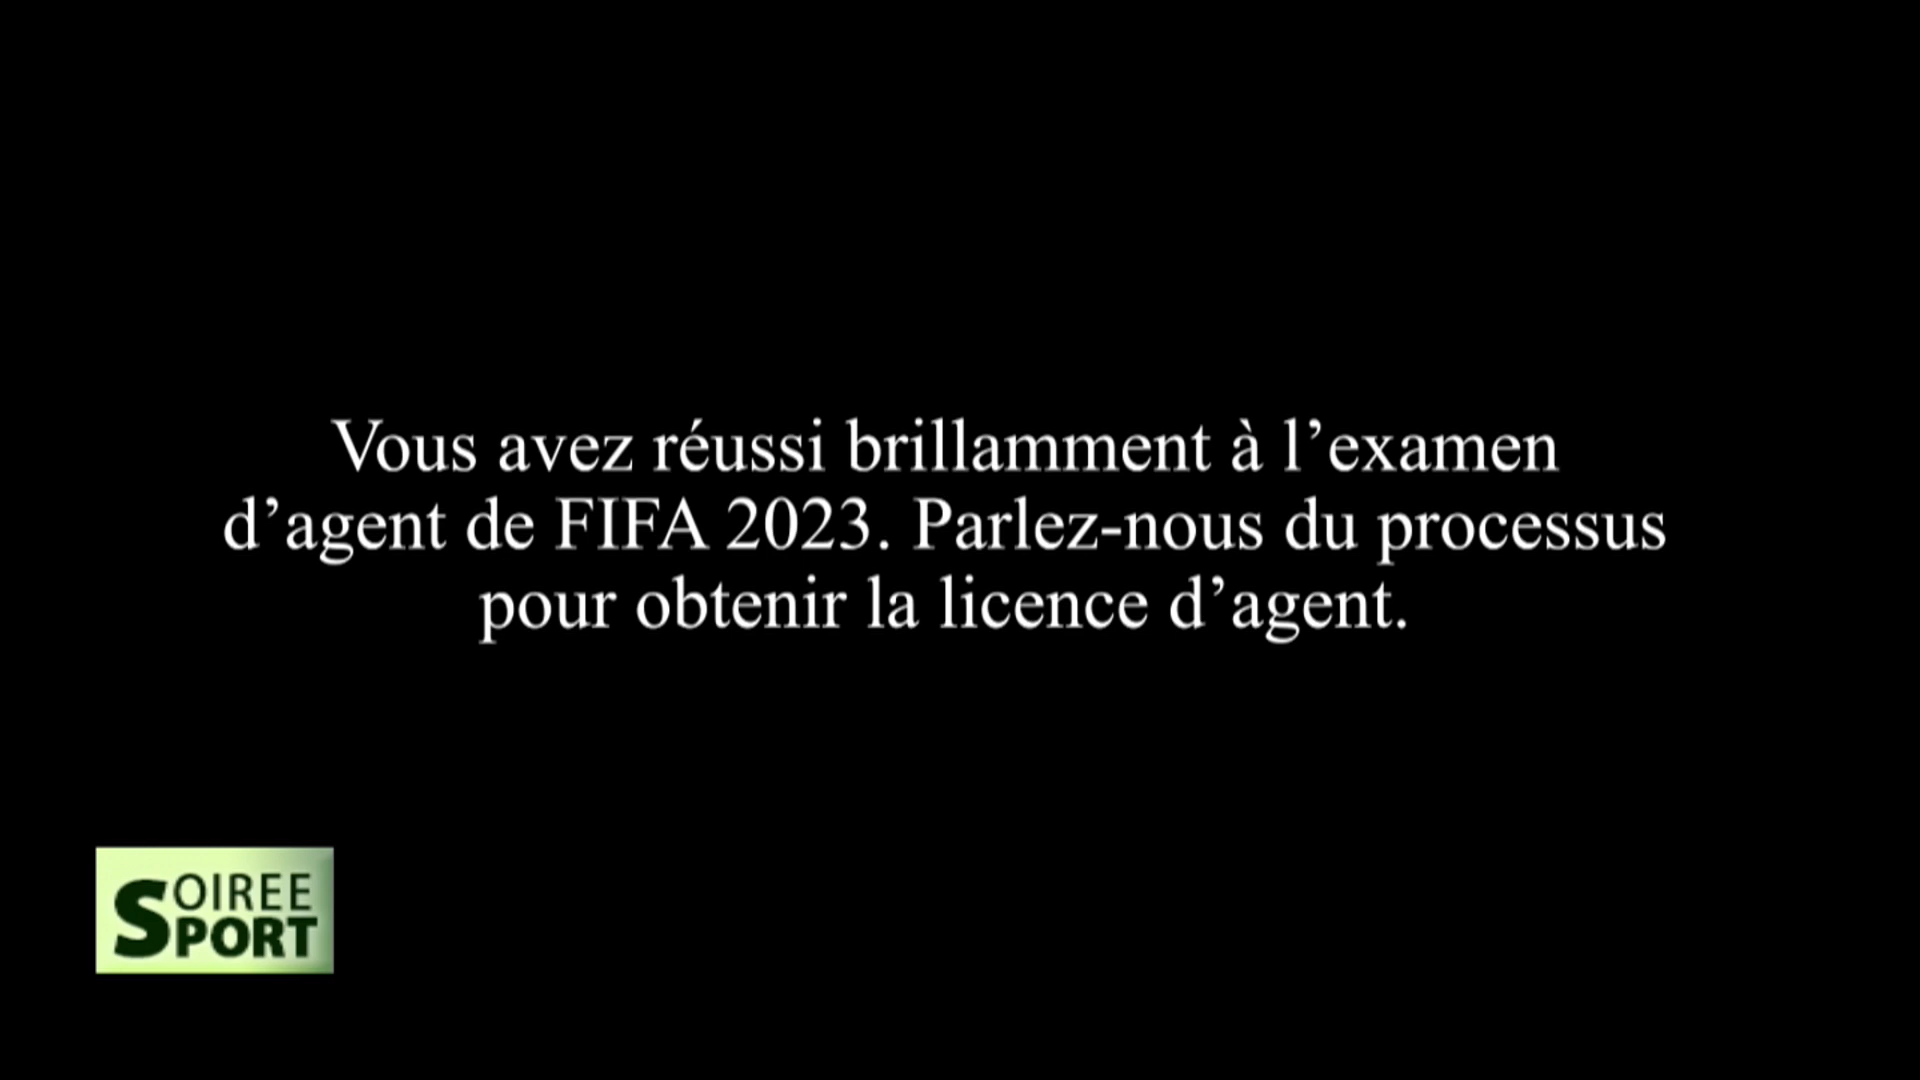 Vous avez réussi brillamment à l’examen
d’agent de FIFA 2023. Parlez-nous du processus
pour obtenir la licence d’agent.
SOIREE
SPORT